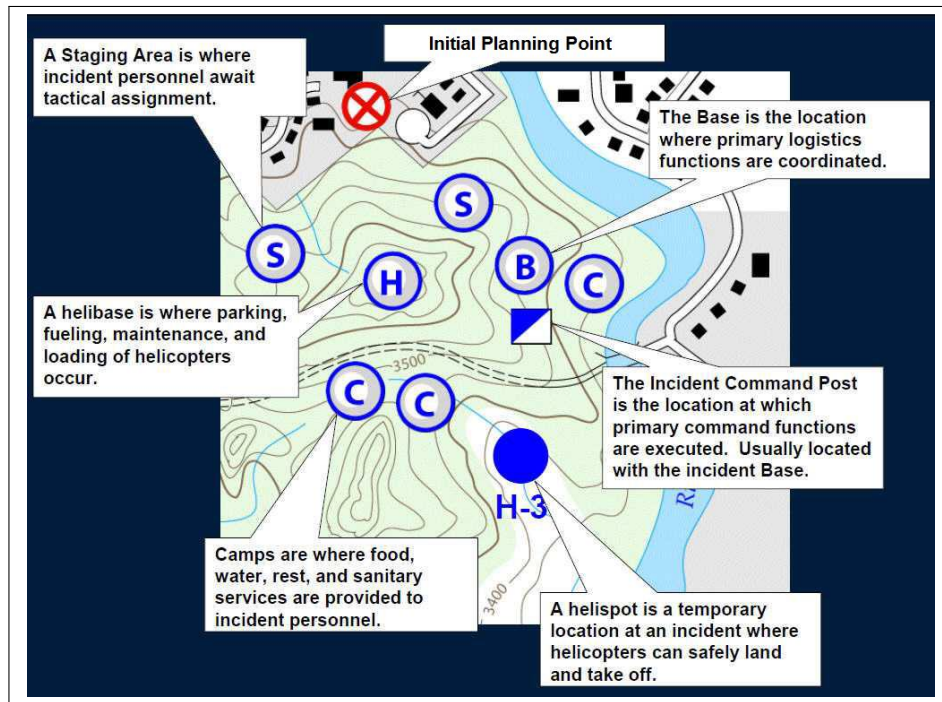 A Staging Area is where
incident personnel await
tactical assignment.
Initial Planning Point
The Base is the location
where primary logistics
functions are coordinated.
S
S
B
C
H
A helibase is where parking,
fueling, maintenance, and
loading of helicopters
occur.
3500
C
C
The Incident Command Post
is the location at which
primary command functions
are executed. Usually located
with the incident Base.
H-3
Camps are where food,
water, rest, and sanitary
services are provided to
incident personnel.
3400
A helispot is a temporary
location at an incident where
helicopters can safely land
and take off.